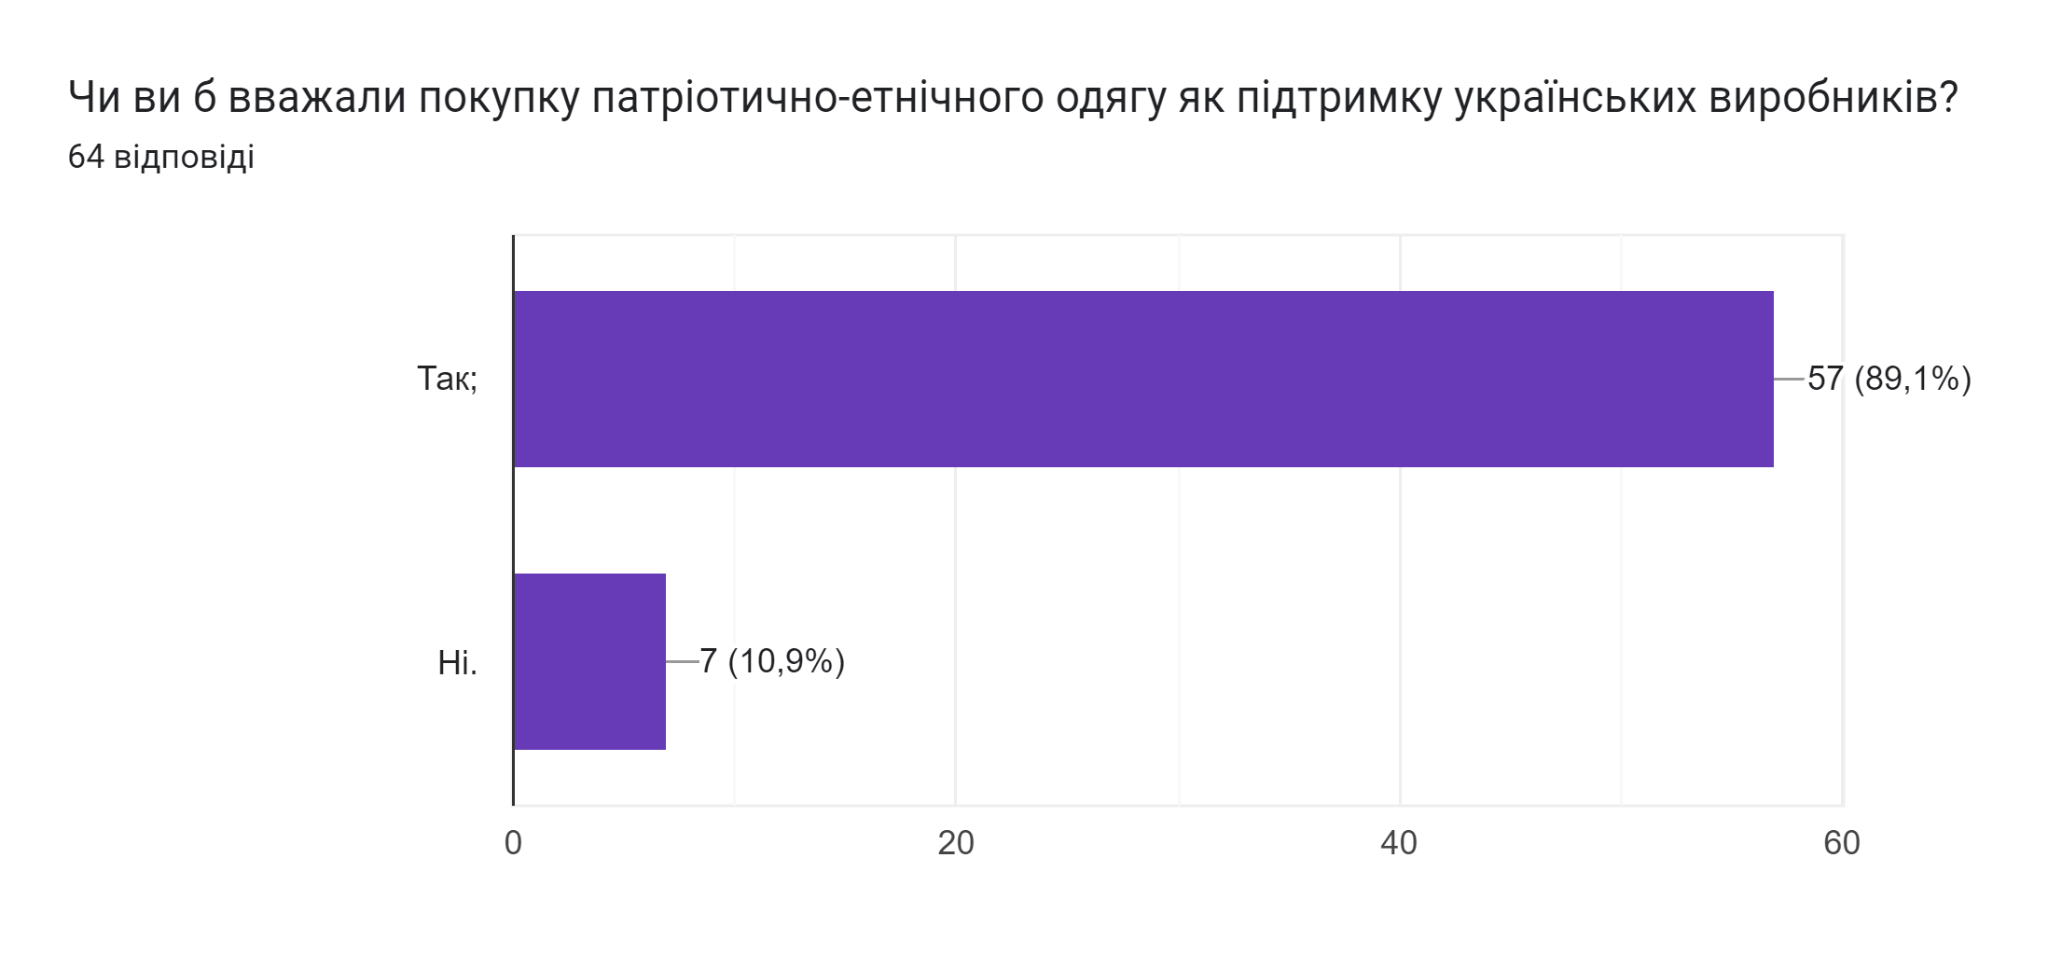 Чи ви б вважали покупку патріотично-етнічного одягу як підтримку українських виробників?
64 відповіді
Так;
57 (89,1%)
Ні.
7 (10,9%)
0 20 40 60